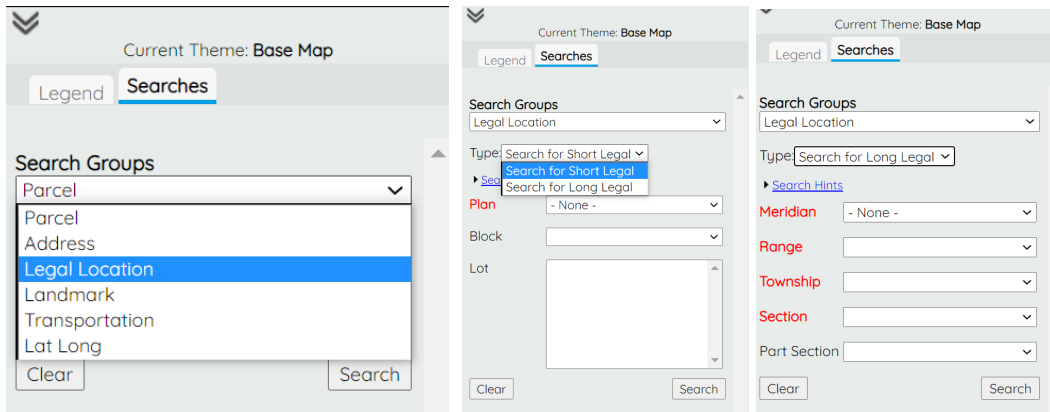 Current Theme: Base Map
Legend Searches
Search Groups
Parcel
Parcel
Address
Legal Location
Landmark
Transportation
Lat Long
Clear Search
Current Theme: Base Map
Legend Searches
Search Groups
Legal Location
Type: Search for Short Legal
Search for Short Legal
Sea
Search for Long Legal
Plan - None -
Block
Lot
Clear Search
Current Theme: Base Map
Legend Searches
Search Groups
Legal Location
Type: Search for Long Legal
Search Hints
Meridian - None -
Range
Township
Section
Part Section
Clear Search